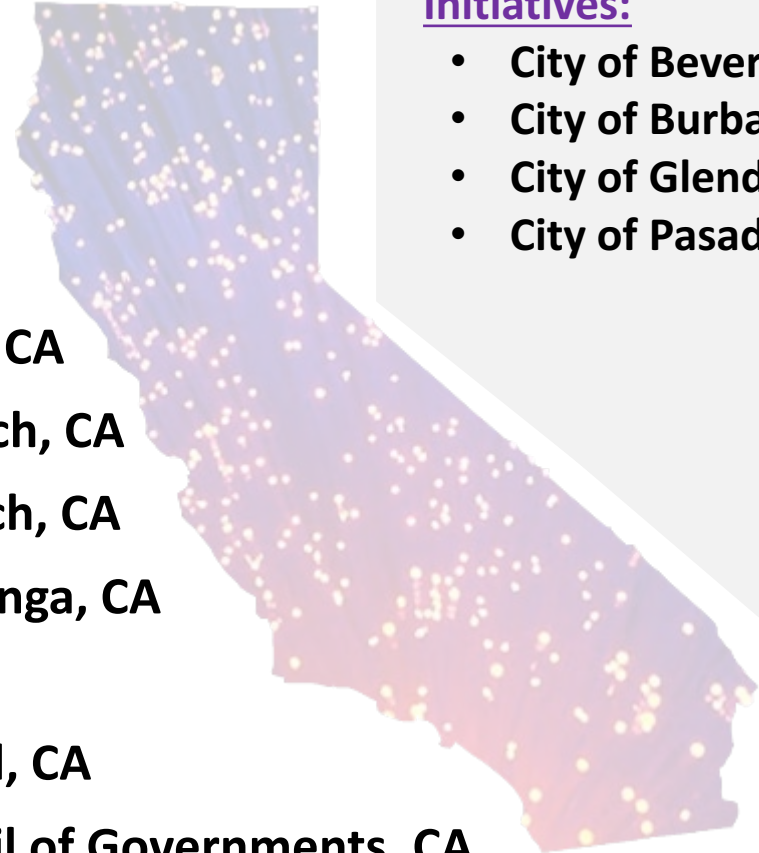 Initiatives:
• City of Bever
• City of Burba
• City of Glend
• City of Pasad
CA
ch, CA
ch, CA
nga, CA
, CA
il of Governments, CA